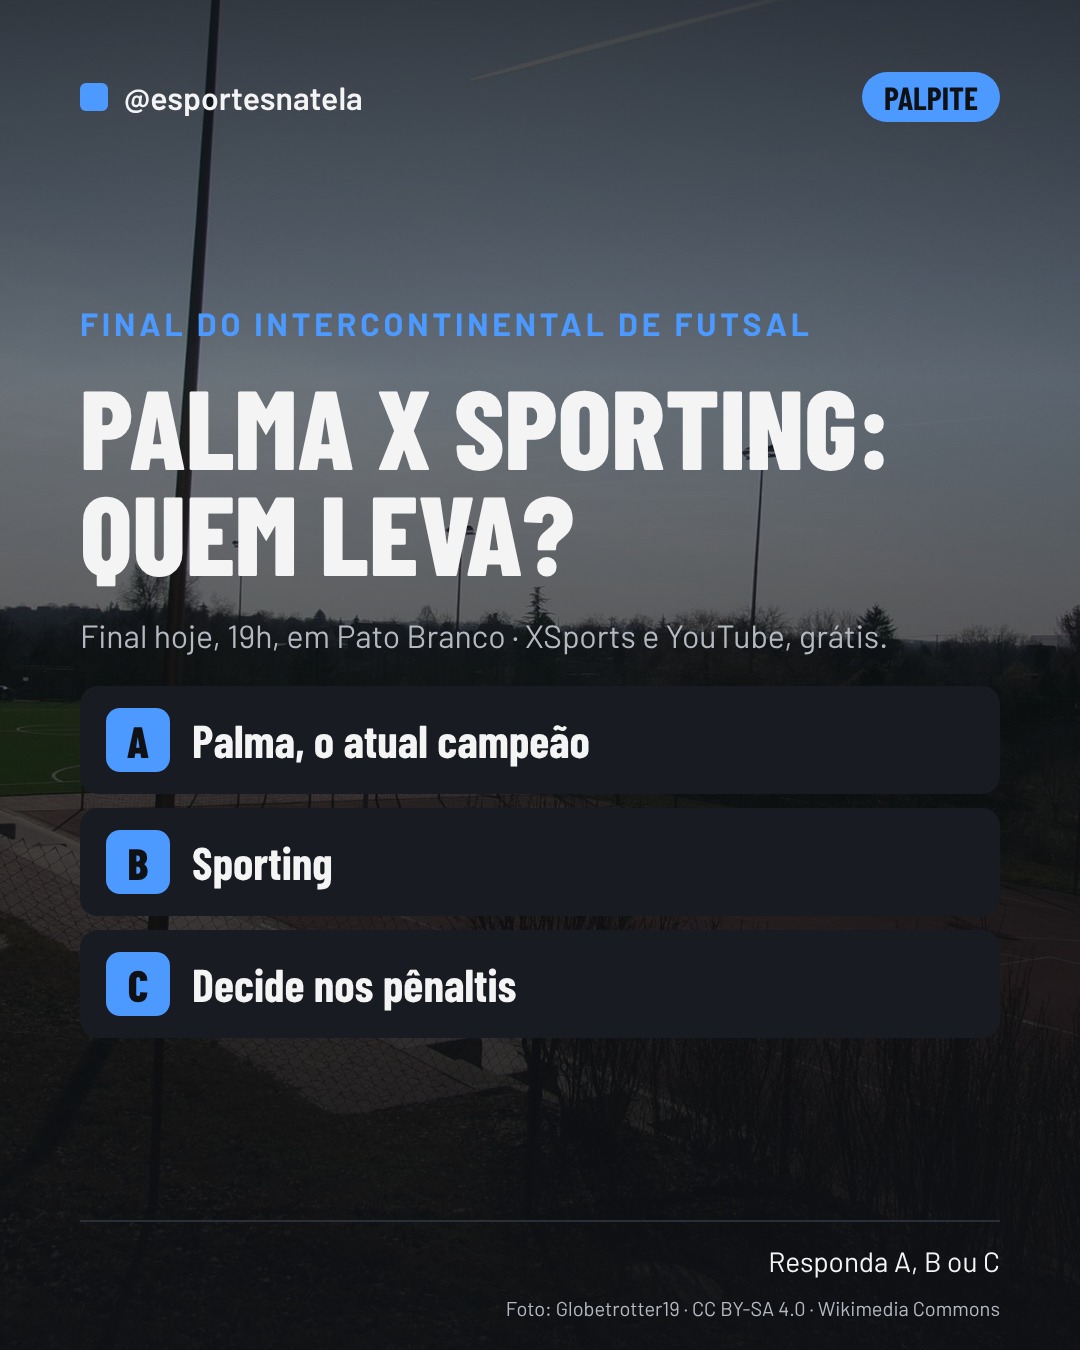 @esportesnatela
PALPITE
FINAL DO INTERCONTINENTAL DE FUTSAL
PALMA X SPORTING:
QUEM LEVA?
Final hoje, 19h, em Pato Branco · XSports e YouTube, grátis.
A Palma, o atual campeão
B Sporting
C Decide nos pênaltis
Responda A, B ou C
Foto: Globetrotter19 · CC BY-SA 4.0 · Wikimedia Commons